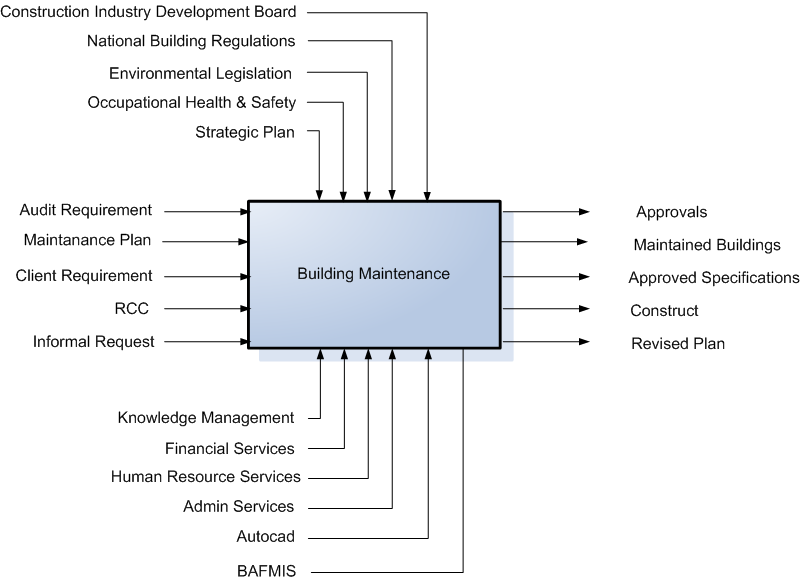 Construction Industry Development Board
National Building Regulations
Environmental Legislation
Occupational Health & Safety
Strategic Plan
Audit Requirement
Maintanance Plan
Client Requirement
RCC
Informal Request
Building Maintenance
Approvals
Maintained Buildings
Approved Specifications
Construct
Revised Plan
Knowledge Management
Financial Services
Human Resource Services
Admin Services
Autocad
BAFMIS